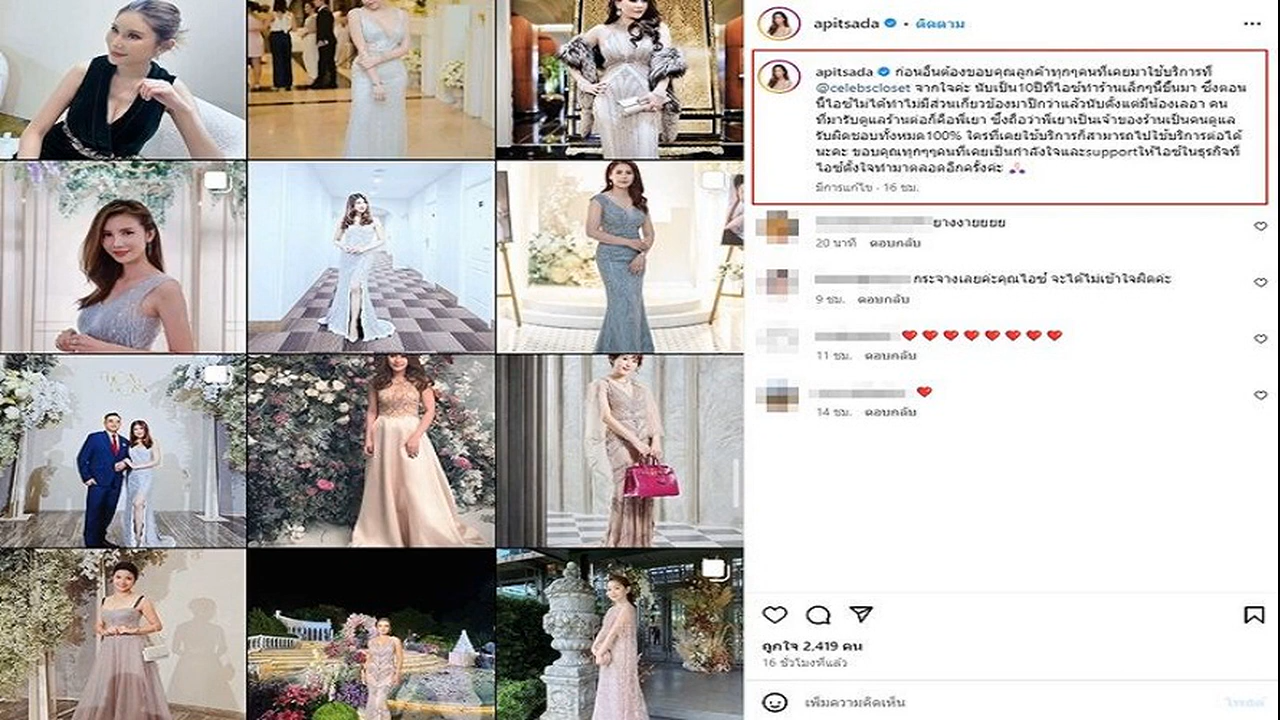 apitsada • ติดตาม
apitsada ก่อนอื่นต้องขอบคุณลูกค้าทุกๆคนที่เคยมาใช้บริการที่
@celebscloset จากใจค่ะ นับเป็น10ปีที่ไอซ์ทำร้านเล็กๆนี้ขึ้นมา ซึ่งตอน
นี้ไอซ์ไม่ได้ทำไม่มีส่วนเกี่ยวข้องมาปีกว่าแล้วนับตั้งแต่มีน้องเลอา คน
ที่มารับดูแลร้านต่อก็คือพี่เยา ซึ่งถือว่าพี่เยาเป็นเจ้าของร้านเป็นคนดูแล
รับผิดชอบทั้งหมด100% ใครที่เคยใช้บริการก็สามารถไปใช้บริการต่อได้
นะคะ ขอบคุณทุกๆๆคนที่เคยเป็นกำลังใจและsupportให้ไอซ์ในธุรกิจที่
ไอซ์ตั้งใจทำมาตลอดอีกครั้งค่ะ
มีการแก้ไข · 16 ชม.
ยางงายยยย
20 นาที ตอบกลับ
กระจ่างเลยค่ะคุณไอซ์ จะได้ไม่เข้าใจผิดค่ะ
9 ชม. ตอบกลับ
❤❤❤❤❤❤❤❤
11 ชม. ตอบกลับ
❤
14 ชม. ตอบกลับ
ถูกใจ 2,419 คน
16 ชั่วโมงที่แล้ว
เพิ่มความคิดเห็น
โพสต์